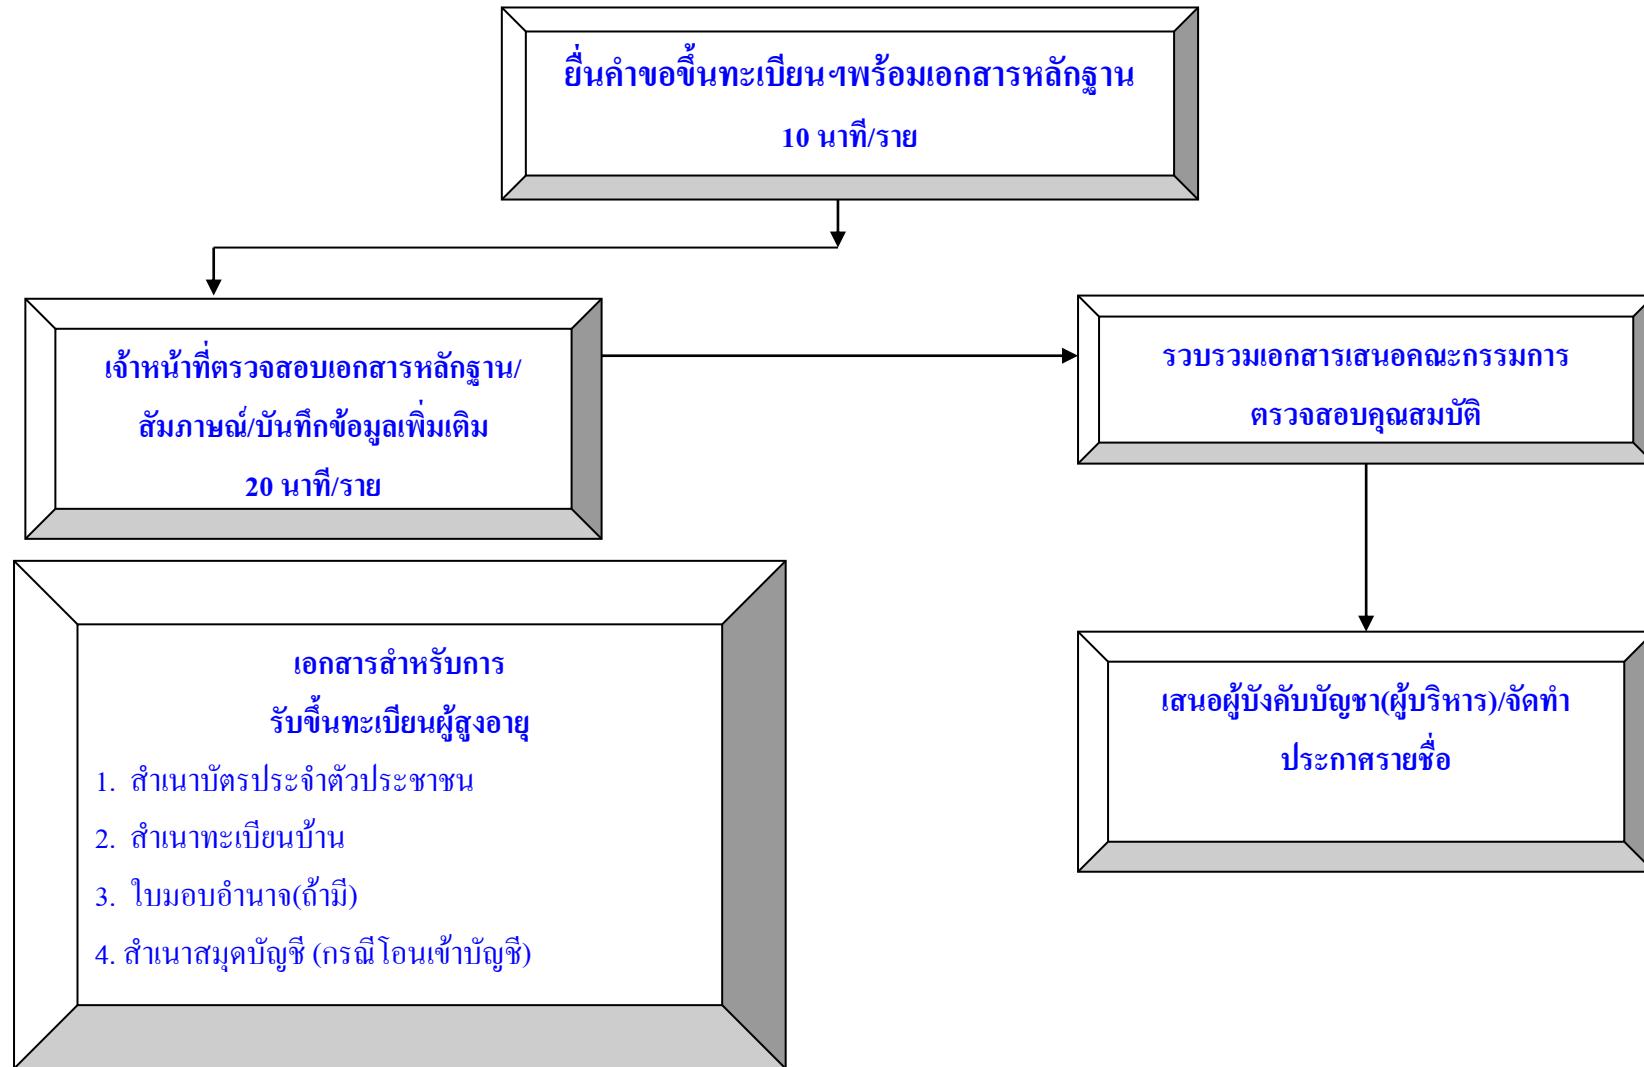 ยื่นคำขอขึ้นทะเบียนฯพร้อมเอกสารหลักฐาน
10 นาที/ราย
เจ้าหน้าที่ตรวจสอบเอกสารหลักฐาน/
สัมภาษณ์/บันทึกข้อมูลเพิ่มเติม
20 นาที/ราย
รวบรวมเอกสารเสนอคณะกรรมการ
ตรวจสอบคุณสมบัติ
เสนอผู้บังคับบัญชา(ผู้บริหาร)/จัดทำ
ประกาศรายชื่อ
เอกสารสำหรับการ
รับขึ้นทะเบียนผู้สูงอายุ
1. สำเนาบัตรประจำตัวประชาชน
2. สำเนาทะเบียนบ้าน
3. ใบมอบอำนาจ(ถ้ามี)
4. สำเนาสมุดบัญชี (กรณีโอนเข้าบัญชี)